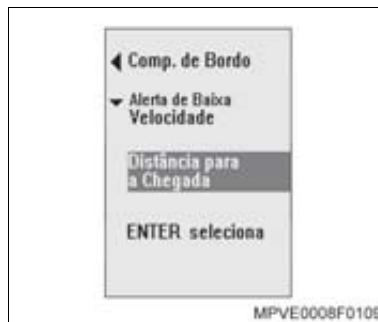 Comp. de Bordo
Alerta de Baixa
Velocidade
Distância para
a Chegada
ENTER seleciona
MPVE0008F0109